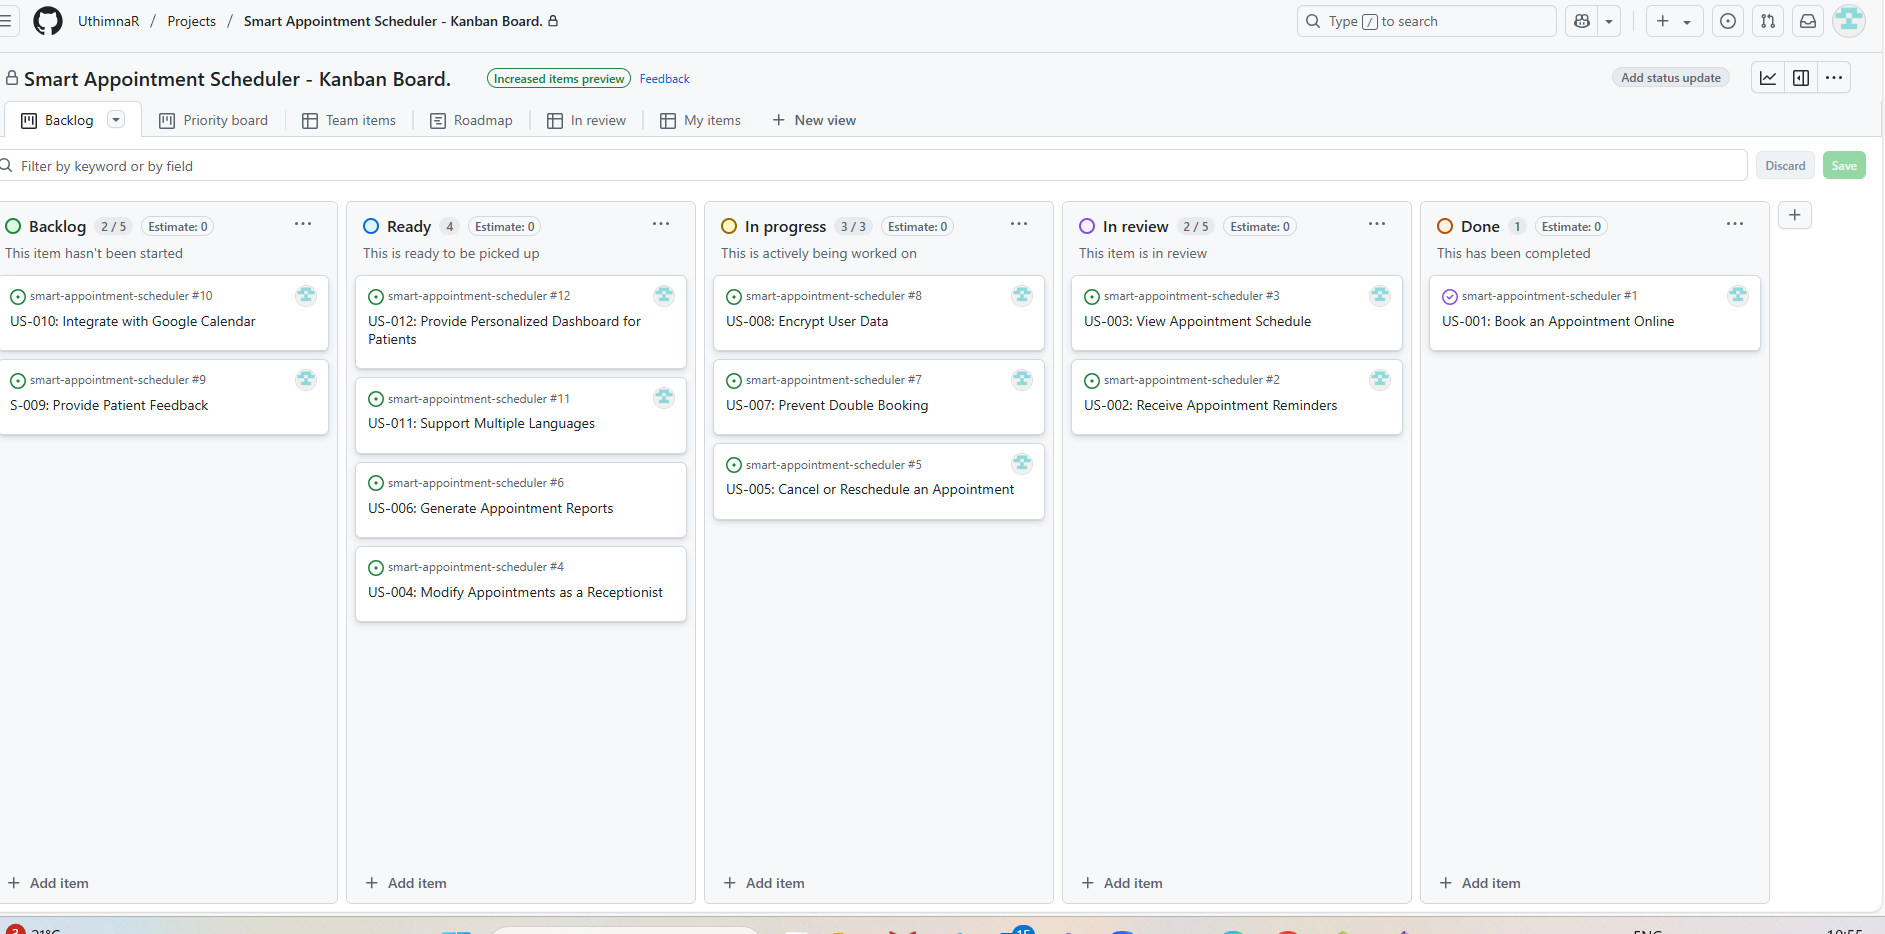 UthimnaR / Projects / Smart Appointment Scheduler - Kanban Board.
Type / to search
Smart Appointment Scheduler - Kanban Board.
Increased items preview
Feedback
Add status update
Backlog
Priority board
Team items
Roadmap
In review
My items
New view
Filter by keyword or by field
Discard
Save
Backlog 2 / 5 Estimate: 0
This item hasn't been started
smart-appointment-scheduler #10
US-010: Integrate with Google Calendar
smart-appointment-scheduler #9
S-009: Provide Patient Feedback
Add item
Ready 4 Estimate: 0
This is ready to be picked up
smart-appointment-scheduler #12
US-012: Provide Personalized Dashboard for
Patients
smart-appointment-scheduler #11
US-011: Support Multiple Languages
smart-appointment-scheduler #6
US-006: Generate Appointment Reports
smart-appointment-scheduler #4
US-004: Modify Appointments as a Receptionist
Add item
In progress 3 / 3 Estimate: 0
This is actively being worked on
smart-appointment-scheduler #8
US-008: Encrypt User Data
smart-appointment-scheduler #7
US-007: Prevent Double Booking
smart-appointment-scheduler #5
US-005: Cancel or Reschedule an Appointment
Add item
In review 2 / 5 Estimate: 0
This item is in review
smart-appointment-scheduler #3
US-003: View Appointment Schedule
smart-appointment-scheduler #2
US-002: Receive Appointment Reminders
Add item
Done 1 Estimate: 0
This has been completed
smart-appointment-scheduler #1
US-001: Book an Appointment Online
Add item
15
ENG